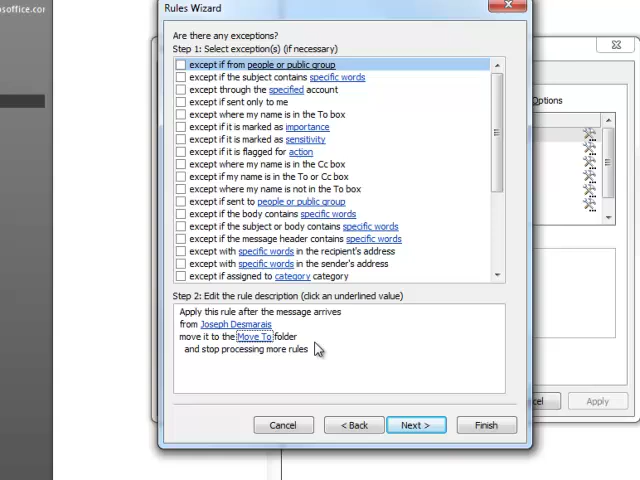 Rules Wizard
Are there any exceptions?
Step 1: Select exception(s) (if necessary)
except if from people or public group
except if the subject contains specific words
except through the specified account
except if sent only to me
except where my name is in the To box
except if it is marked as importance
except if it is marked as sensitivity
except if it is flagged for action
except where my name is in the Cc box
except if my name is in the To or Cc box
except where my name is not in the To box
except if sent to people or public group
except if the body contains specific words
except if the subject or body contains specific words
except if the message header contains specific words
except with specific words in the recipient's address
except with specific words in the sender's address
except if assigned to category category
Step 2: Edit the rule description (click an underlined value)
Apply this rule after the message arrives
from Joseph Desmarais
move it to the Move To folder
and stop processing more rules
Cancel
< Back
Next >
Finish
Options
Apply